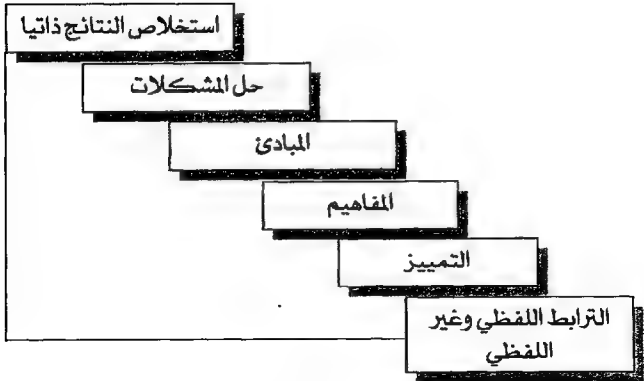 استخلاص النتائج ذاتيا
حل المشكلات
المبادئ
المفاهيم
التمييز
الترابط اللفظي وغير
اللفظي